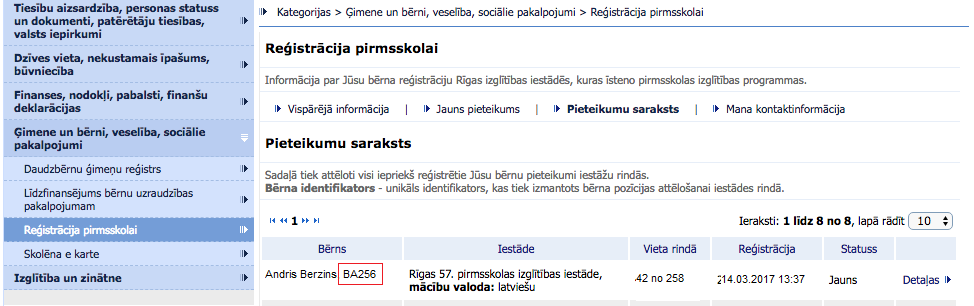 Tiesību aizsardzība, personas statuss
un dokumenti, patērētāju tiesības,
valsts iepirkumi
Dzīves vieta, nekustamais īpašums,
būvniecība
Finanses, nodokļi, pabalsti, finanšu
deklarācijas
Ģimene un bērni, veselība, sociālie
pakalpojumi
Daudzbērnu ģimeņu reģistrs
Līdzfinansējums bērnu uzraudzības
pakalpojumam
Reģistrācija pirmsskolai
Skolēna e karte
Izglītība un zinātne
Kategorijas > Ģimene un bērni, veselība, sociālie pakalpojumi > Reģistrācija pirmsskolai
Reģistrācija pirmsskolai
Informācija par Jūsu bērna reģistrāciju Rīgas izglītības iestādēs, kuras īsteno pirmsskolas izglītības programmas.
Vispārējā informācija | Jauns pieteikums | Pieteikumu saraksts | Mana kontaktinformācija
Pieteikumu saraksts
Sadaļā tiek attēloti visi iepriekš reģistrētie Jūsu bērnu pieteikumi iestāžu rindās.
Bērna identifikators - unikāls identifikators, kas tiek izmantots bērna pozīcijas attēlošanai iestādes rindā.
1 Ieraksti: 1 līdz 8 no 8, lapā rādīt 10
Bērns Iestāde Vieta rindā Reģistrācija Statuss
Andris Berzins BA256 Rīgas 57. pirmsskolas izglītības iestāde, 42 no 258 214.03.2017 13:37 Jauns Detaļas
mācību valoda: latviešu